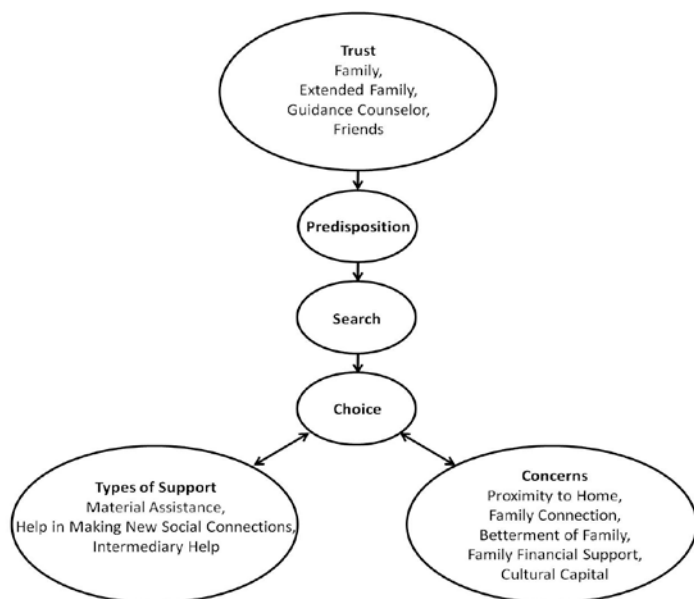 Trust
Family,
Extended Family,
Guidance Counselor,
Friends
Predisposition
Search
Choice
Types of Support
Material Assistance,
Help in Making New Social Connections,
Intermediary Help
Concerns
Proximity to Home,
Family Connection,
Betterment of Family,
Family Financial Support,
Cultural Capital